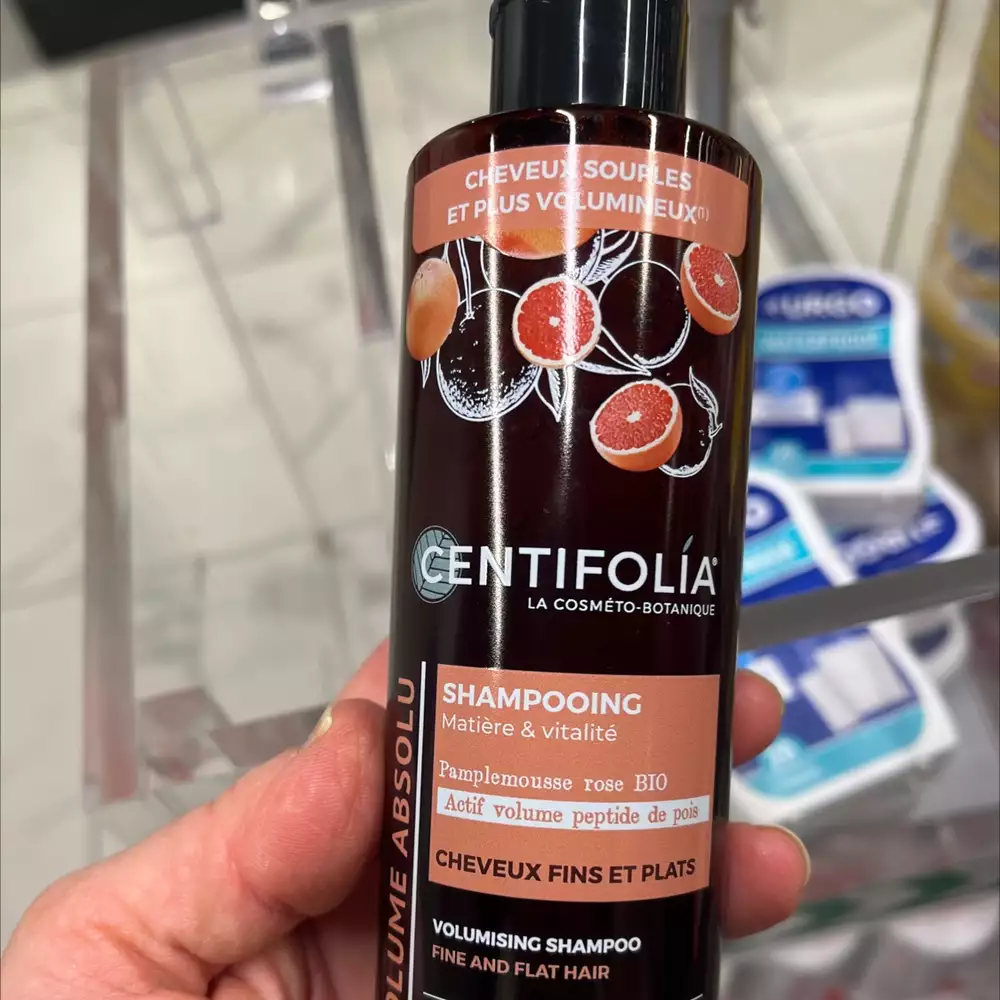 CHEVEUX SOUPLES
ET PLUS VOLUMINEUX(1)
CENTIFOLÍA®
LA COSMÉTO-BOTANIQUE
SHAMPOOING
Matière & vitalité
Pamplemousse rose BIO
Actif volume peptide de pois
CHEVEUX FINS ET PLATS
VOLUMISING SHAMPOO
FINE AND FLAT HAIR
OLUME ABSOLU
URGO